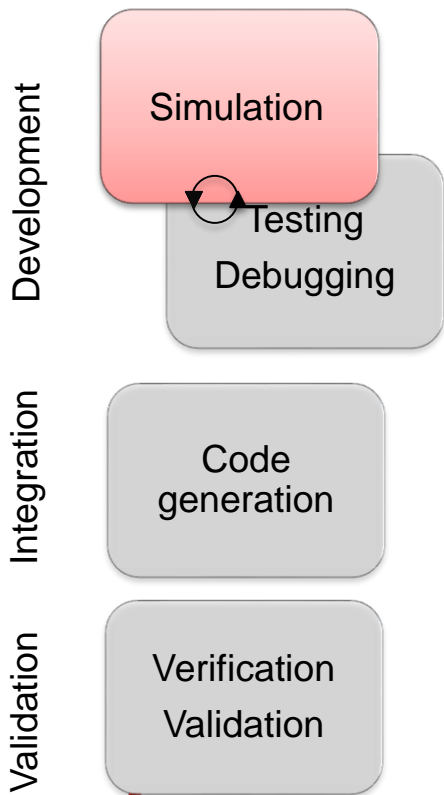 Development
Simulation
Testing
Debugging
Integration
Code
generation
Validation
Verification
Validation